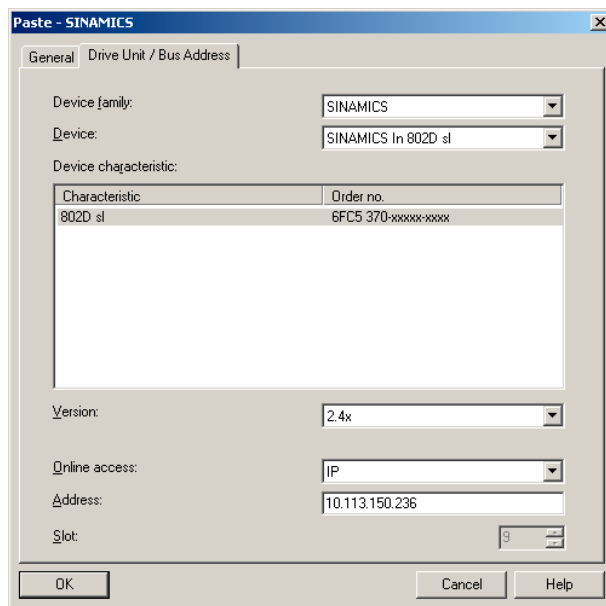 Paste - SINAMICS
General Drive Unit / Bus Address
Device family: SINAMICS
Device: SINAMICS In 802D sl
Device characteristic:
Characteristic Order no.
802D sl 6FC5 370-xxxxx-xxxx
Version: 2.4x
Online access: IP
Address: 10.113.150.236
Slot: 9
OK Cancel Help